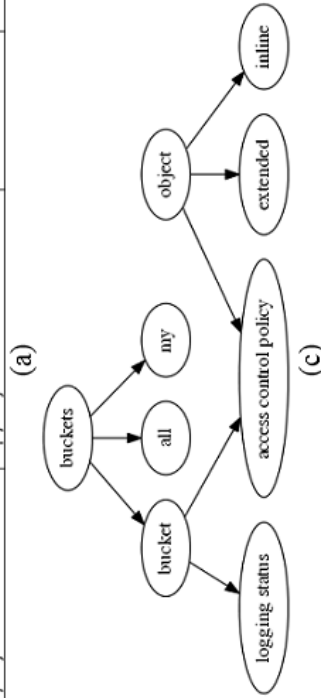 (a)
buckets
bucket
all
my
object
logging status
access control policy
extended
inline
(c)